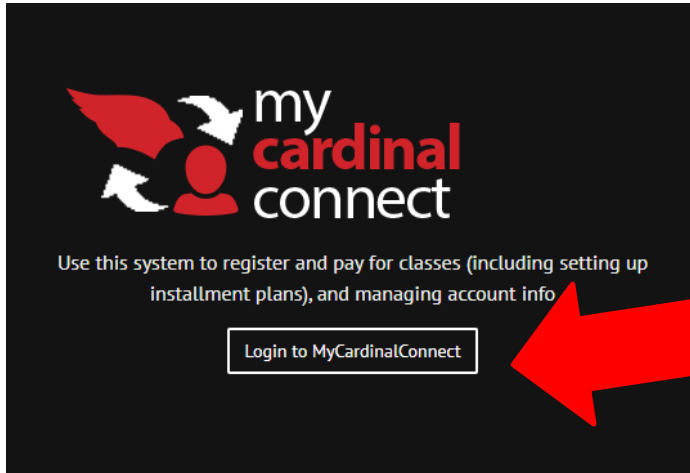 my
cardinal
connect
Use this system to register and pay for classes (including setting up
installment plans), and managing account info
Login to MyCardinalConnect